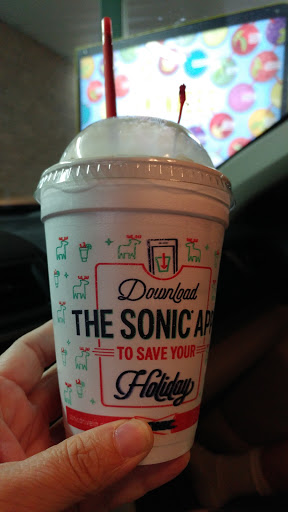 Download
THE SONIC® APP
TO SAVE YOUR
Holiday